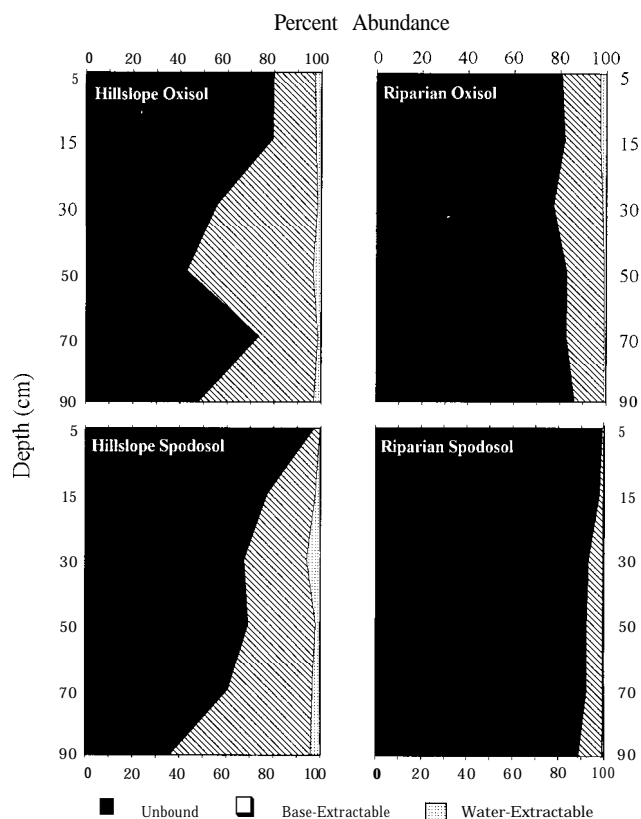 Percent Abundance
0 20 40 60 80 100 0 20 40 60 80 100
5 Hillslope Oxisol Riparian Oxisol 5
15 15
30 30
50 50
70 70
90 90
Depth (cm)
5 Hillslope Spodosol Riparian Spodosol 5
15 15
30 30
50 50
70 70
90 90
0 20 40 60 80 100 0 20 40 60 80 100
Unbound Base-Extractable Water-Extractable